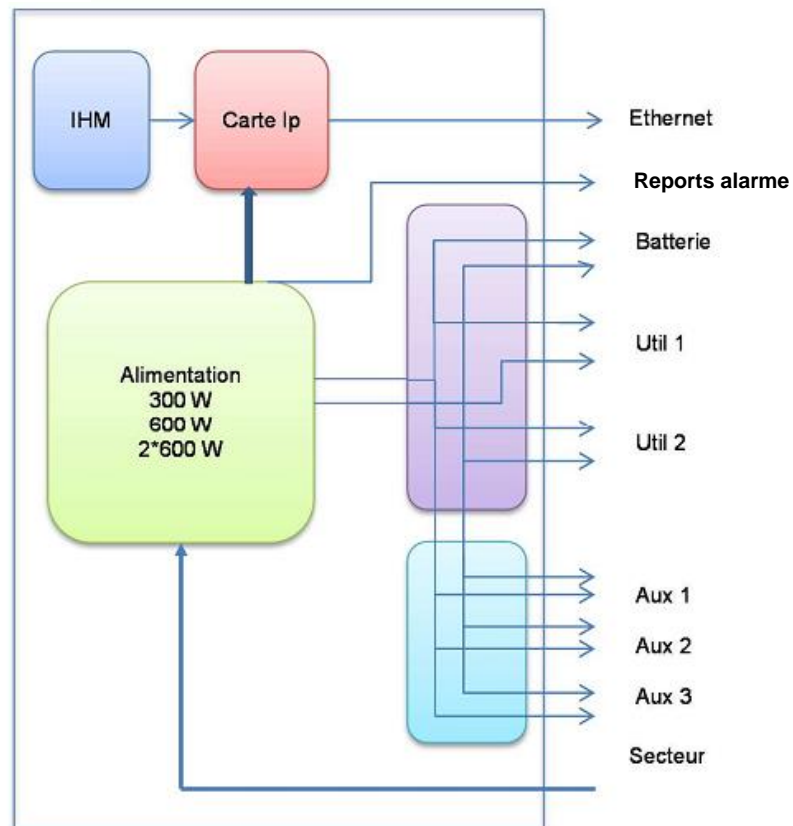 IHM
Carte Ip
Ethernet
Reports alarme
Batterie
Util 1
Alimentation
300 W
600 W
2*600 W
Util 2
Aux 1
Aux 2
Aux 3
Secteur